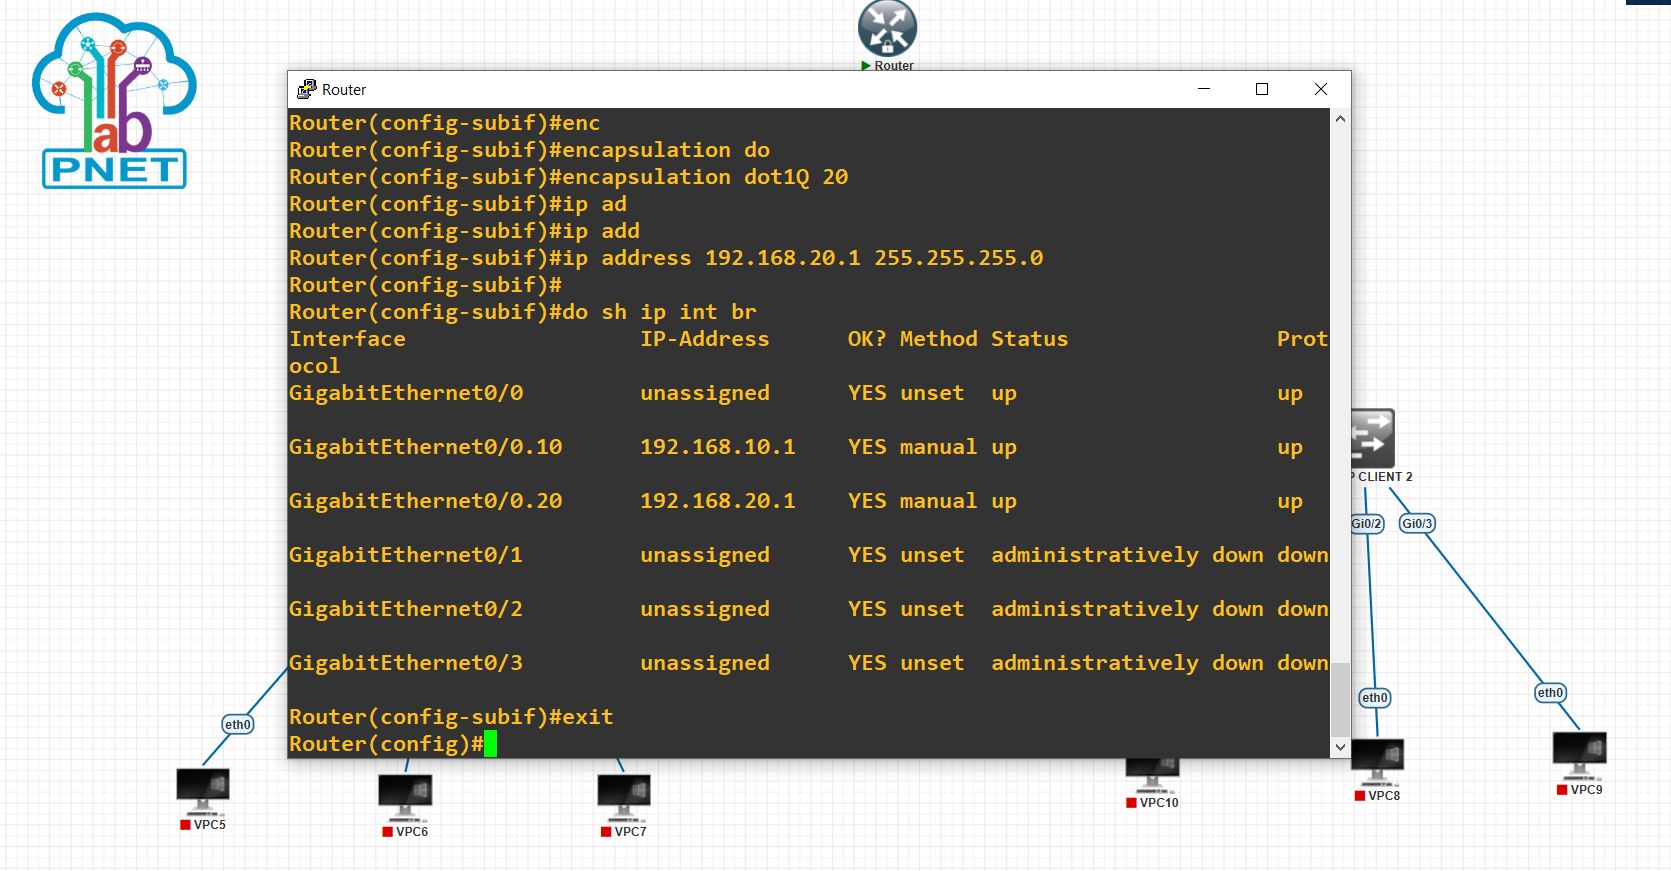 lab
PNET
Router
Router
Router(config-subif)#enc
Router(config-subif)#encapsulation do
Router(config-subif)#encapsulation dot1Q 20
Router(config-subif)#ip ad
Router(config-subif)#ip add
Router(config-subif)#ip address 192.168.20.1 255.255.255.0
Router(config-subif)#
Router(config-subif)#do sh ip int br
Interface                  IP-Address      OK? Method Status                Prot
ocol
GigabitEthernet0/0         unassigned      YES unset  up                    up
GigabitEthernet0/0.10      192.168.10.1    YES manual up                    up
GigabitEthernet0/0.20      192.168.20.1    YES manual up                    up
GigabitEthernet0/1         unassigned      YES unset  administratively down down
GigabitEthernet0/2         unassigned      YES unset  administratively down down
GigabitEthernet0/3         unassigned      YES unset  administratively down down
Router(config-subif)#exit
Router(config)#
P CLIENT 2
Gi0/2
Gi0/3
eth0
eth0
eth0
VPC5
VPC6
VPC7
VPC10
VPC8
VPC9